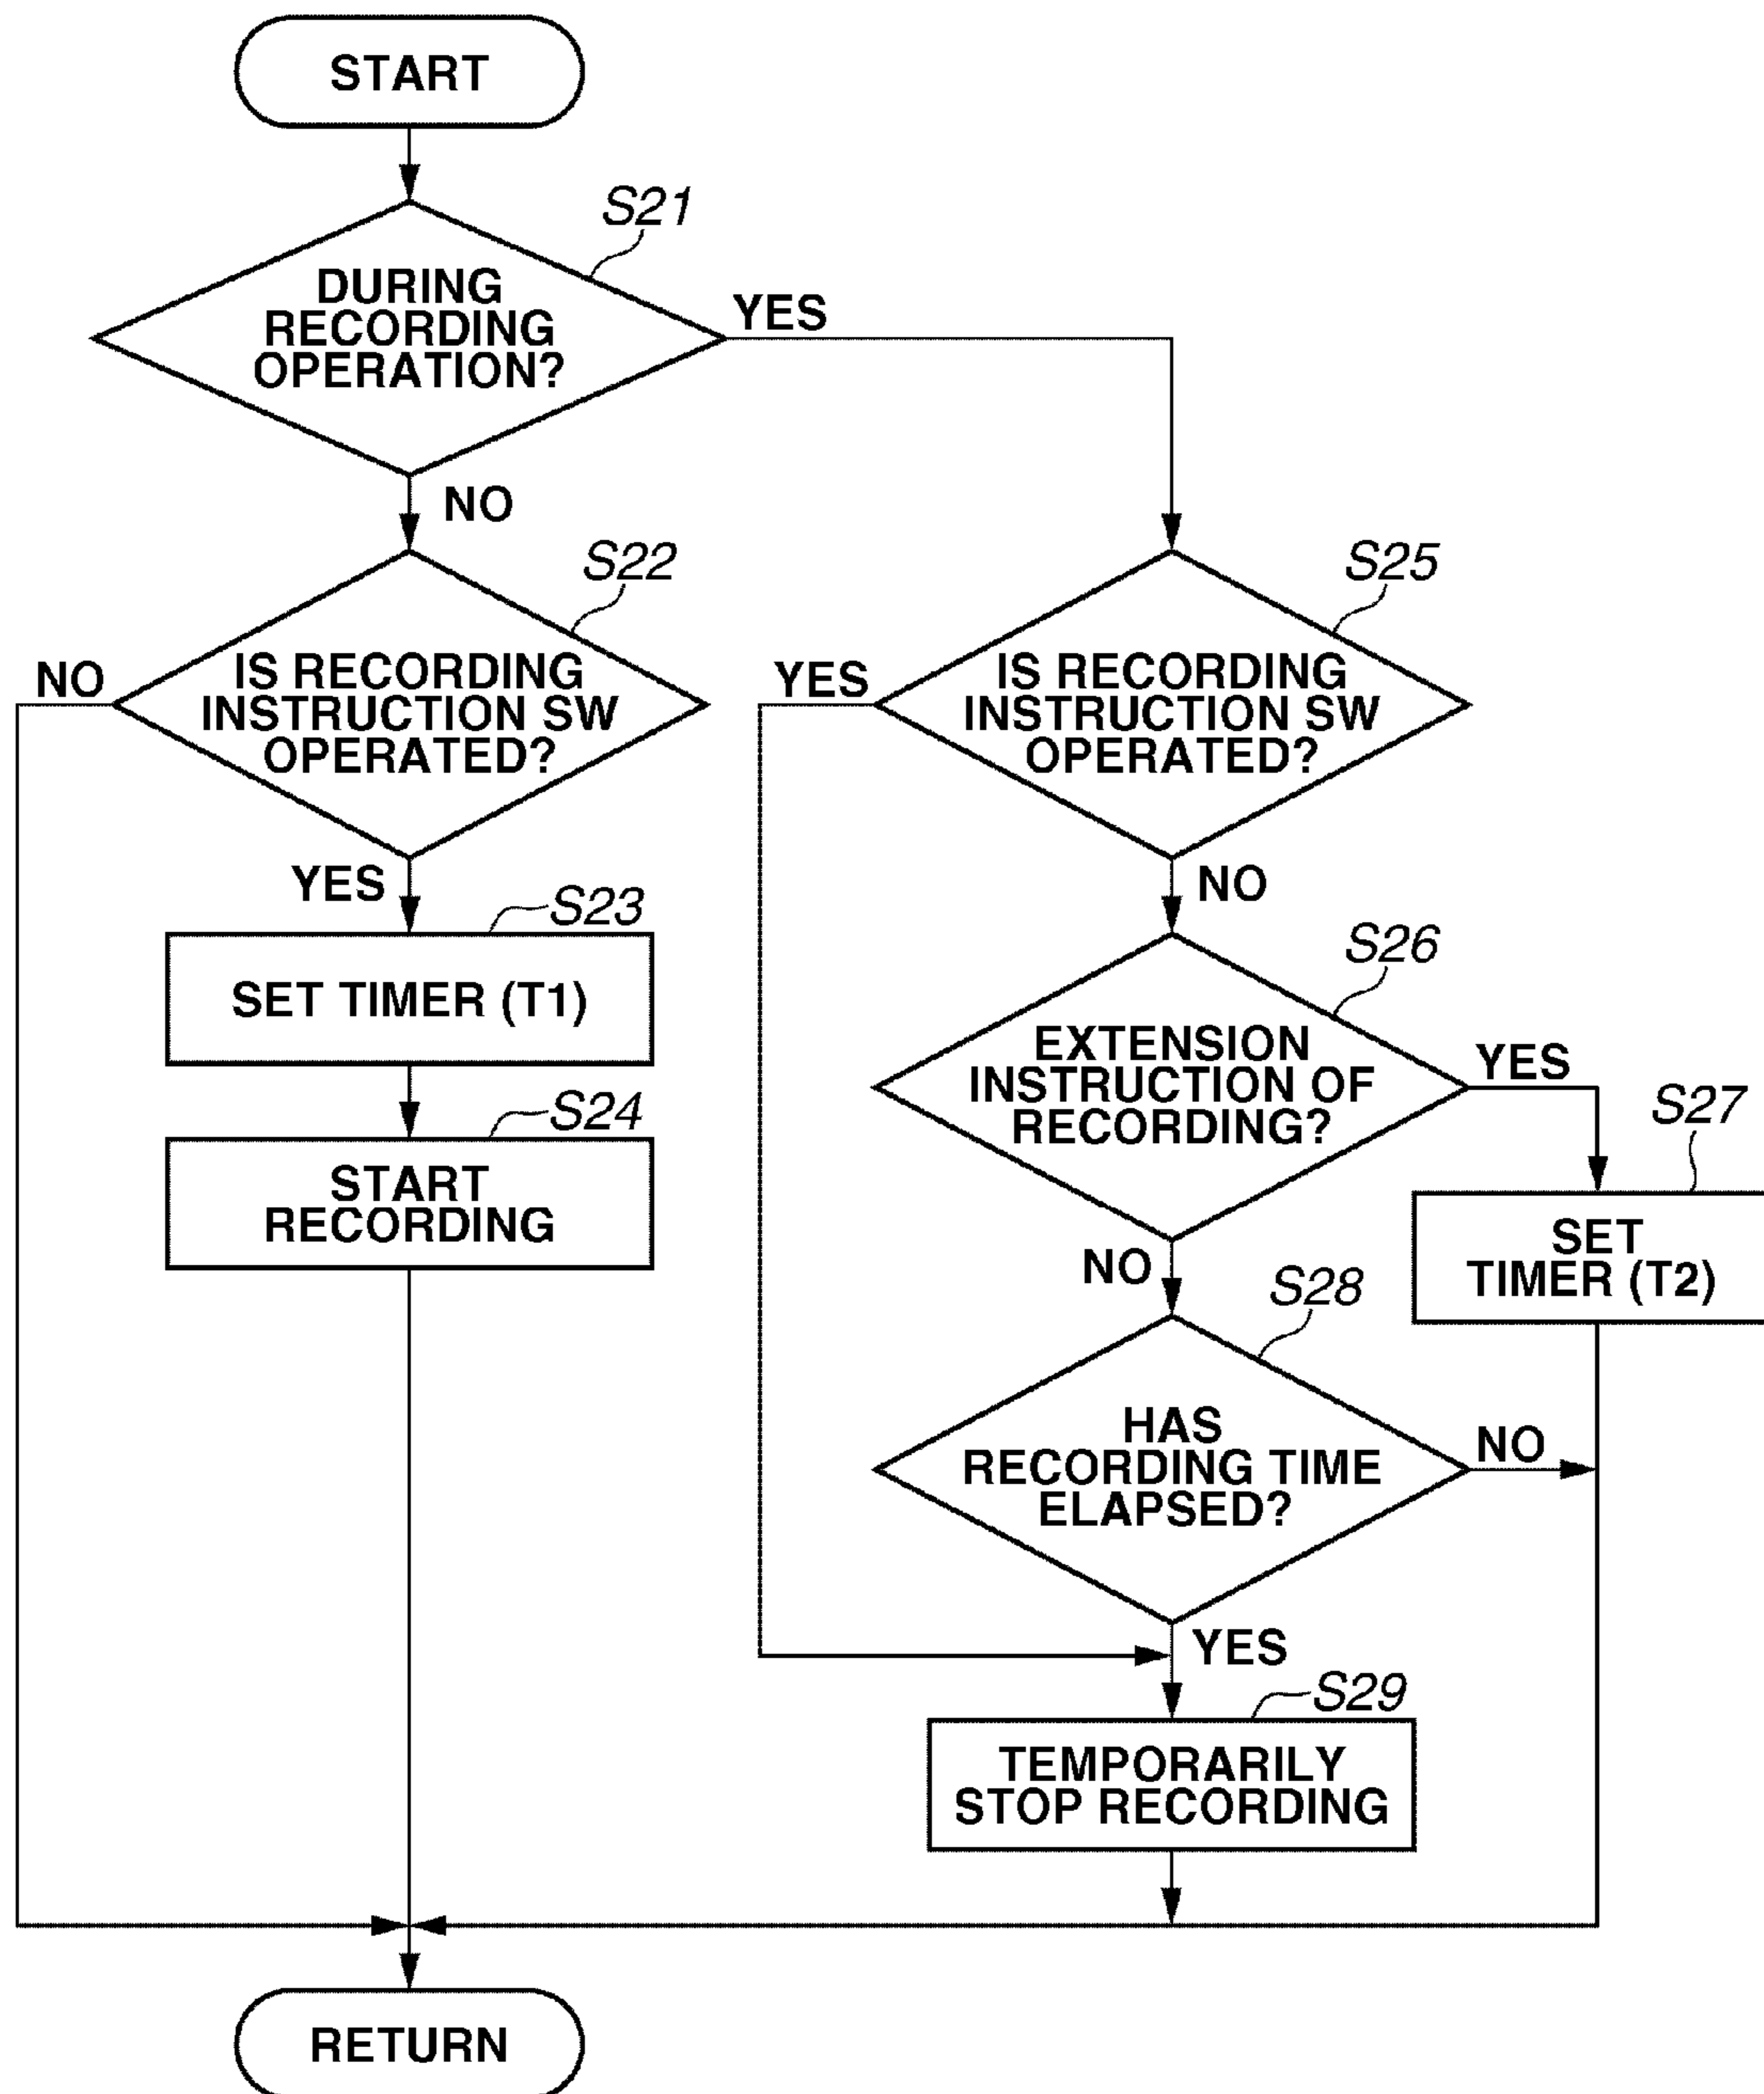 START
S21
DURING
RECORDING
OPERATION?
YES
NO
S22
IS RECORDING
INSTRUCTION SW
OPERATED?
NO
YES
S23
SET TIMER (T1)
S24
START
RECORDING
S25
IS RECORDING
INSTRUCTION SW
OPERATED?
YES
NO
S26
EXTENSION
INSTRUCTION OF
RECORDING?
YES
S27
SET
TIMER (T2)
NO
S28
HAS
RECORDING TIME
ELAPSED?
NO
YES
S29
TEMPORARILY
STOP RECORDING
RETURN